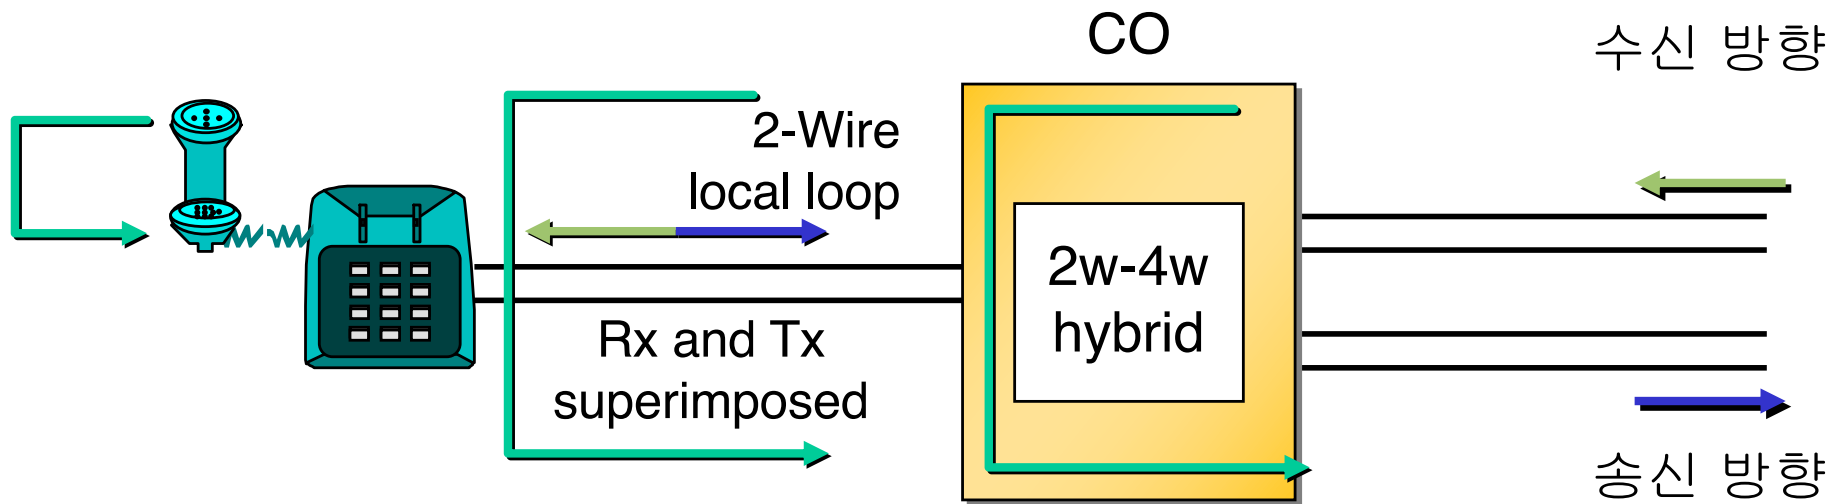 CO
수신 방향
2-Wire
local loop
2w-4w
hybrid
Rx and Tx
superimposed
송신 방향